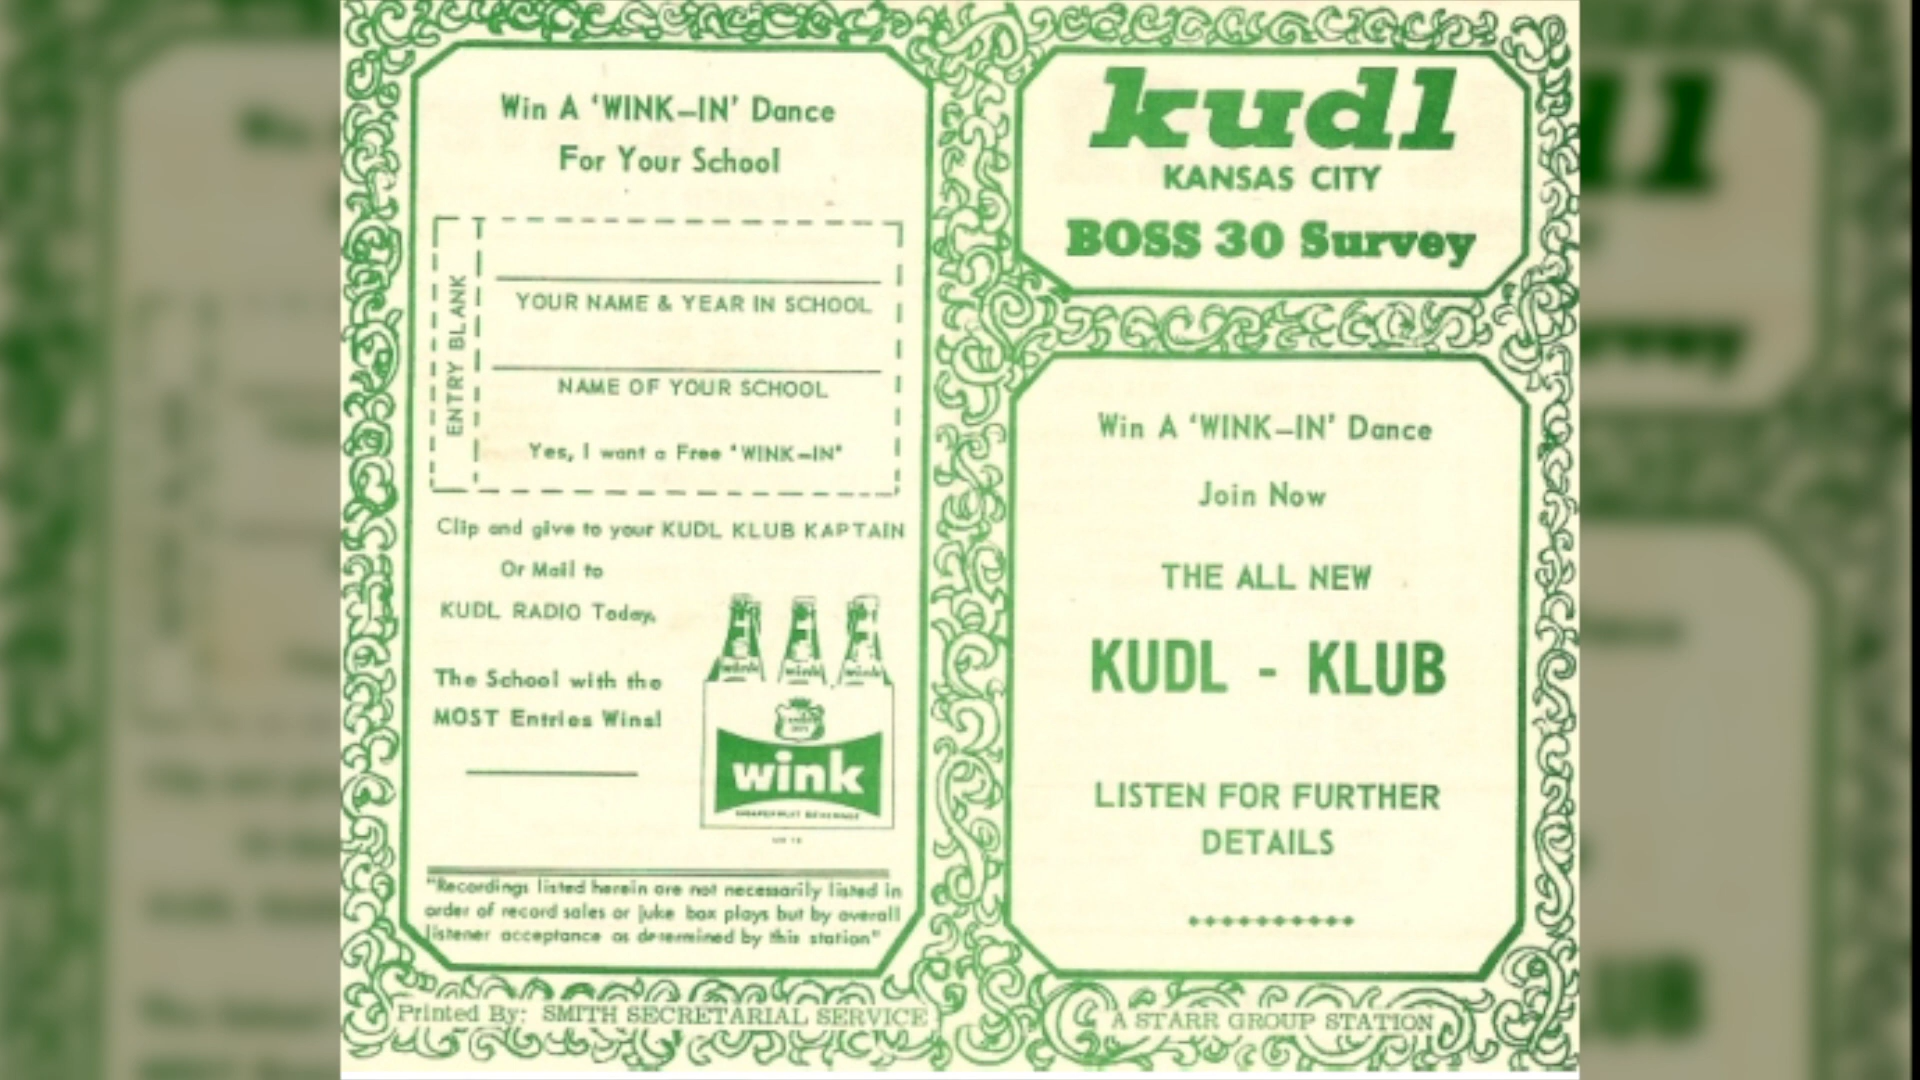 Win A ‘WINK–IN’ Dance
For Your School
ENTRY BLANK
YOUR NAME & YEAR IN SCHOOL
NAME OF YOUR SCHOOL
Yes, I want a Free "WINK–IN"
Clip and give to your KUDL KLUB KAPTAIN
Or Mail to
KUDL RADIO Today.
The School with the
MOST Entries Wins!
wink wink wink
wink
GRAPEFRUIT BEVERAGE
"Recordings listed herein are not necessarily listed in
order of record sales or juke box plays but by overall
listener acceptance as determined by this station"
Printed By: SMITH SECRETARIAL SERVICE
kudl
KANSAS CITY
BOSS 30 Survey
Win A ‘WINK–IN’ Dance
Join Now
THE ALL NEW
KUDL - KLUB
LISTEN FOR FURTHER
DETAILS
A STARR GROUP STATION